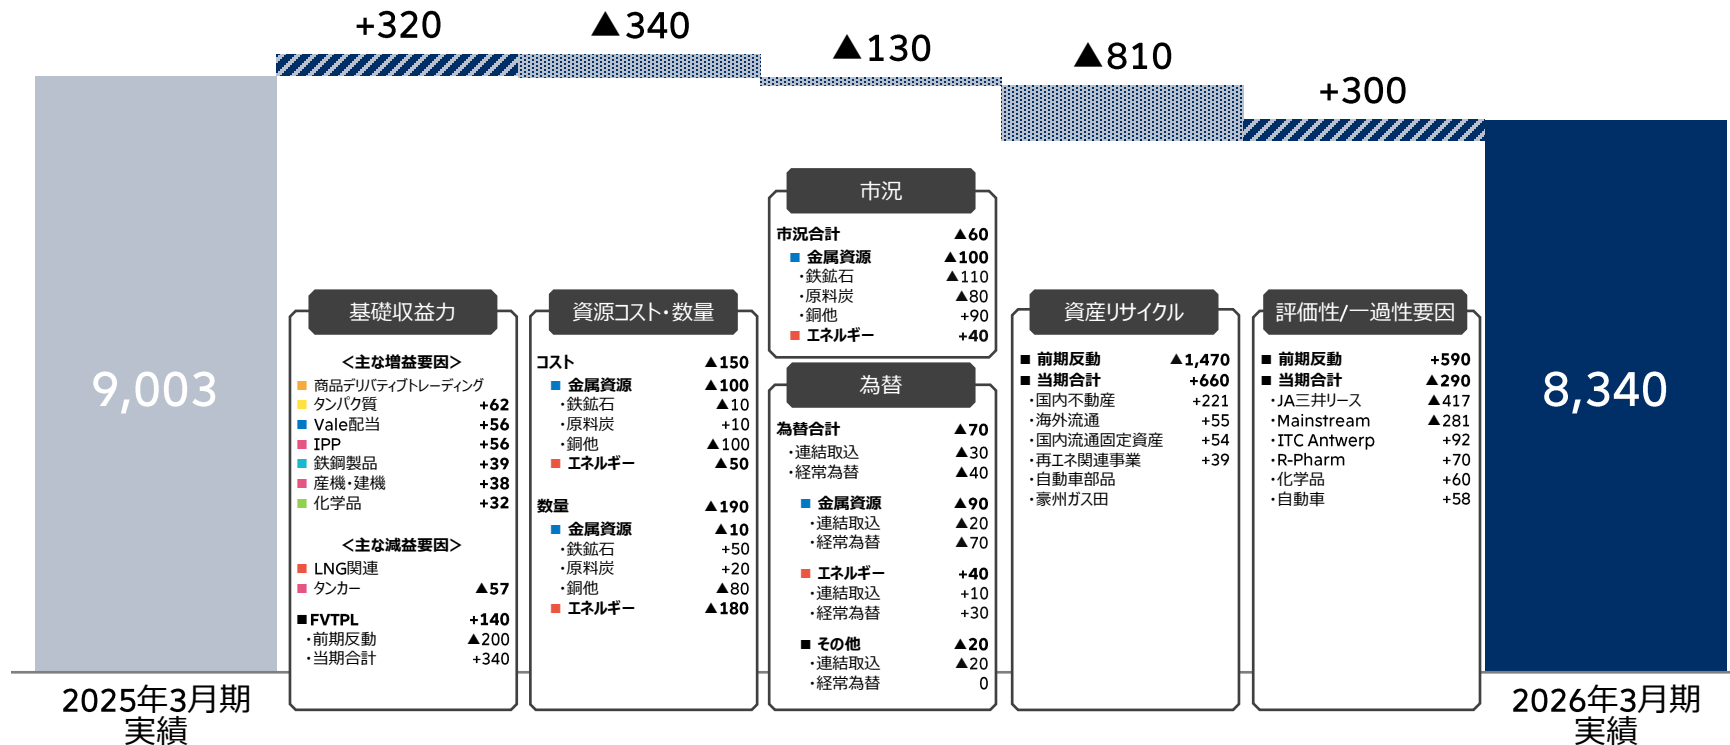 +320
▲340
▲130
▲810
+300
9,003
2025年3月期
実績
基礎収益力
<主な増益要因>
商品デリバティブトレーディング
タンパク質 +62
Vale配当 +56
IPP +56
鉄鋼製品 +39
産機・建機 +38
化学品 +32
<主な減益要因>
LNG関連
タンカー ▲57
FVTPL +140
・前期反動 ▲200
・当期合計 +340
資源コスト・数量
コスト ▲150
金属資源 ▲100
・鉄鉱石 ▲10
・原料炭 +10
・銅他 ▲100
エネルギー ▲50
数量 ▲190
金属資源 ▲10
・鉄鉱石 +50
・原料炭 +20
・銅他 ▲80
エネルギー ▲180
市況
市況合計 ▲60
金属資源 ▲100
・鉄鉱石 ▲110
・原料炭 ▲80
・銅他 +90
エネルギー +40
為替
為替合計 ▲70
・連結取込 ▲30
・経常為替 ▲40
金属資源 ▲90
・連結取込 ▲20
・経常為替 ▲70
エネルギー +40
・連結取込 +10
・経常為替 +30
その他 ▲20
・連結取込 ▲20
・経常為替 0
資産リサイクル
前期反動 ▲1,470
当期合計 +660
・国内不動産 +221
・海外流通 +55
・国内流通固定資産 +54
・再エネ関連事業 +39
・自動車部品
・豪州ガス田
評価性/一過性要因
前期反動 +590
当期合計 ▲290
・JA三井リース ▲417
・Mainstream ▲281
・ITC Antwerp +92
・R-Pharm +70
・化学品 +60
・自動車 +58
8,340
2026年3月期
実績